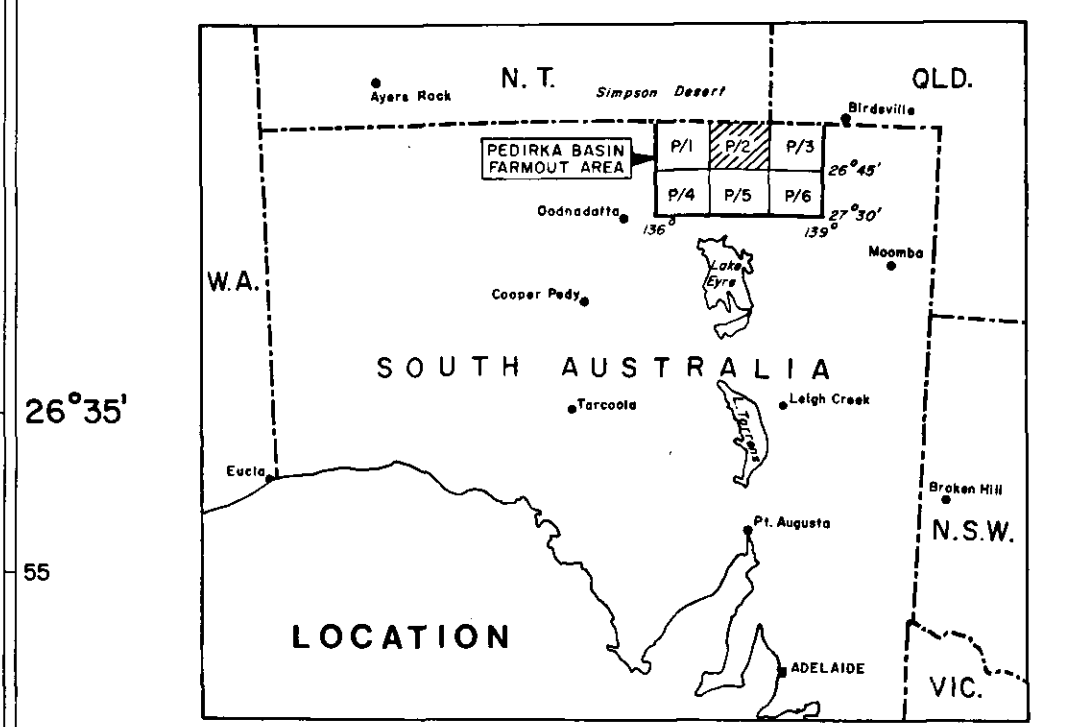 N.T.
QLD.
Ayers Rock
Simpson Desert
Birdsville
PEDIRKA BASIN
FARMOUT AREA
P/1
P/2
P/3
26°45'
P/4
P/5
P/6
27°30'
Oodnadatta
136°
139°
Moomba
Lake
Eyre
W.A.
Cooper Pedy
SOUTH AUSTRALIA
26°35'
Tarcoola
L. Torrens
Leigh Creek
Eucla
Broken Hill
Pt. Augusta
N.S.W.
55
LOCATION
ADELAIDE
VIC.